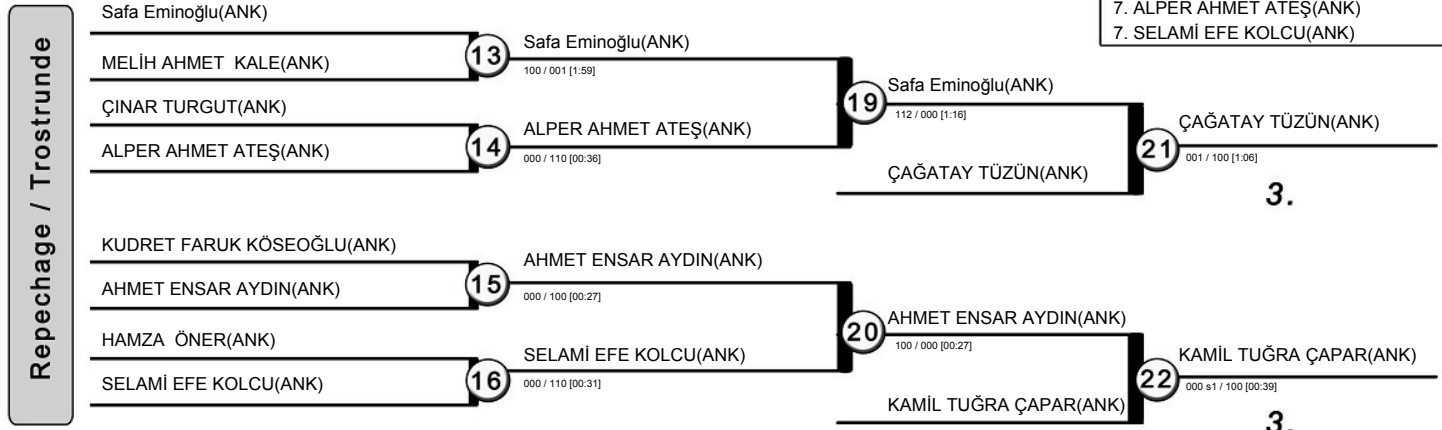 Repechage / Trostrunde
7. ALPER AHMET ATEŞ(ANK)
7. SELAMİ EFE KOLCU(ANK)
Safa Eminoğlu(ANK)
MELİH AHMET  KALE(ANK)
13
Safa Eminoğlu(ANK)
100 / 001 [1:59]
ÇINAR TURGUT(ANK)
ALPER AHMET ATEŞ(ANK)
14
ALPER AHMET ATEŞ(ANK)
000 / 110 [00:36]
19
Safa Eminoğlu(ANK)
112 / 000 [1:16]
ÇAĞATAY TÜZÜN(ANK)
21
ÇAĞATAY TÜZÜN(ANK)
001 / 100 [1:06]
3.
KUDRET FARUK KÖSEOĞLU(ANK)
AHMET ENSAR AYDIN(ANK)
15
AHMET ENSAR AYDIN(ANK)
000 / 100 [00:27]
HAMZA  ÖNER(ANK)
SELAMİ EFE KOLCU(ANK)
16
SELAMİ EFE KOLCU(ANK)
000 / 110 [00:31]
20
AHMET ENSAR AYDIN(ANK)
100 / 000 [00:27]
KAMİL TUĞRA ÇAPAR(ANK)
22
KAMİL TUĞRA ÇAPAR(ANK)
000 s1 / 100 [00:39]
3.